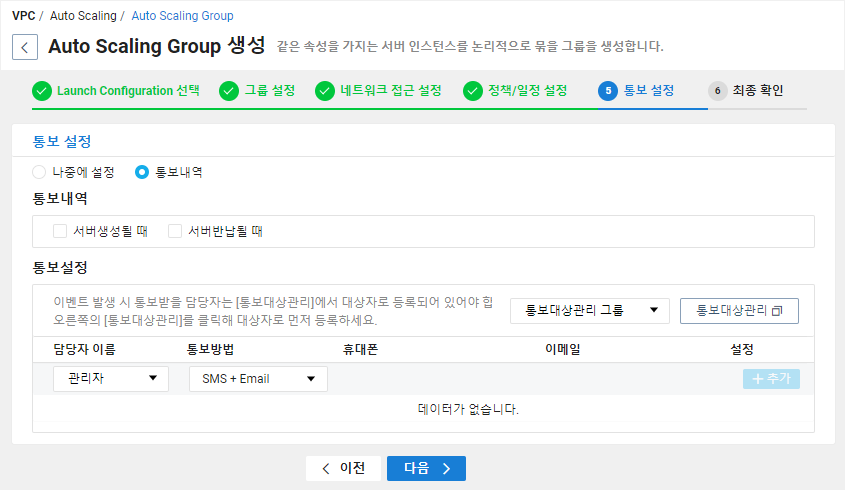 VPC / Auto Scaling / Auto Scaling Group
Auto Scaling Group 생성 같은 속성을 가지는 서버 인스턴스를 논리적으로 묶을 그룹을 생성합니다.
Launch Configuration 선택 그룹 설정 네트워크 접근 설정 정책/일정 설정 5 통보 설정 6 최종 확인
통보 설정
나중에 설정 통보내역
통보내역
서버생성될 때 서버반납될 때
통보설정
이벤트 발생 시 통보받을 담당자는 [통보대상관리]에서 대상자로 등록되어 있어야 합
오른쪽의 [통보대상관리]를 클릭해 대상자로 먼저 등록하세요.
통보대상관리 그룹 통보대상관리
담당자 이름 통보방법 휴대폰 이메일 설정
관리자 SMS + Email + 추가
데이터가 없습니다.
이전 다음